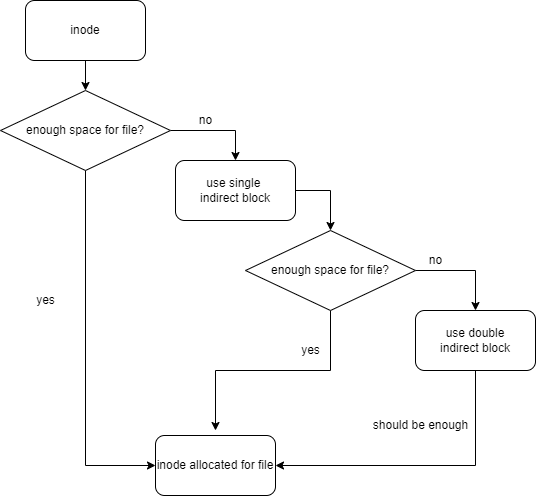 inode
enough space for file?
no
use single
indirect block
enough space for file?
no
yes
use double
indirect block
yes
should be enough
inode allocated for file